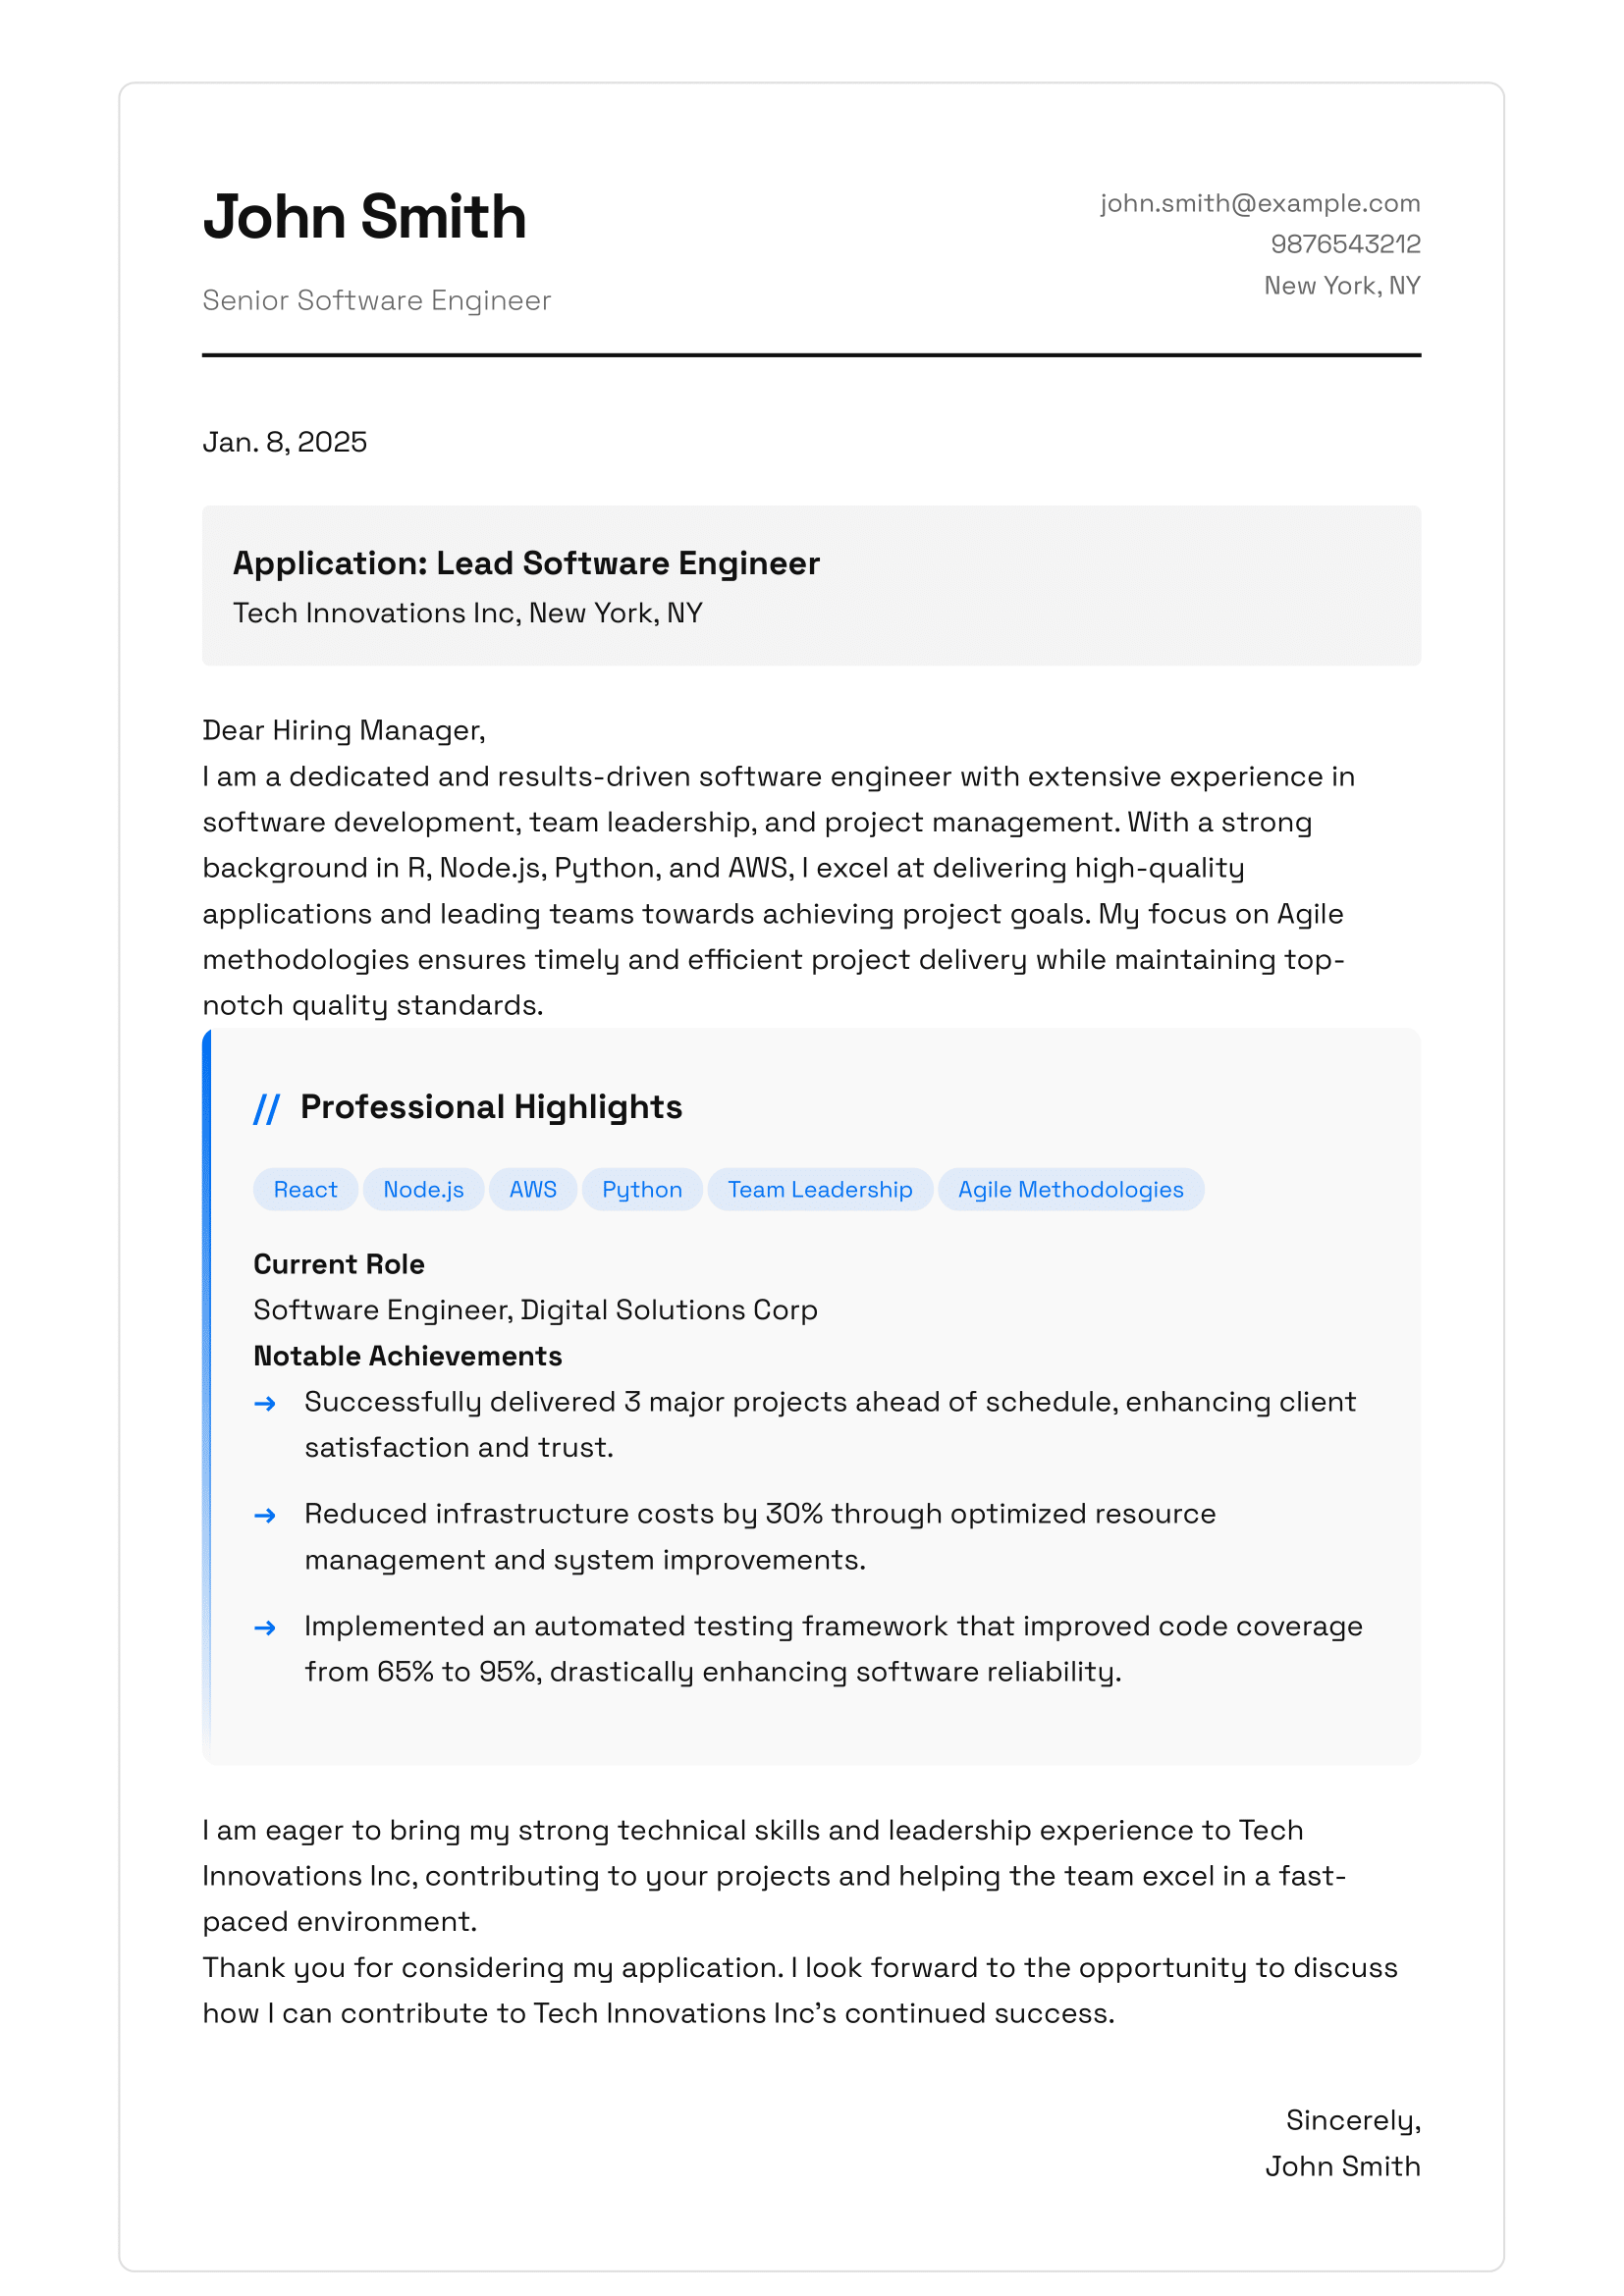 John Smith
Senior Software Engineer
john.smith@example.com
9876543212
New York, NY
Jan. 8, 2025
Application: Lead Software Engineer
Tech Innovations Inc, New York, NY
Dear Hiring Manager,
I am a dedicated and results-driven software engineer with extensive experience in
software development, team leadership, and project management. With a strong
background in R, Node.js, Python, and AWS, I excel at delivering high-quality
applications and leading teams towards achieving project goals. My focus on Agile
methodologies ensures timely and efficient project delivery while maintaining top-
notch quality standards.
// Professional Highlights
React Node.js AWS Python Team Leadership Agile Methodologies
Current Role
Software Engineer, Digital Solutions Corp
Notable Achievements
→ Successfully delivered 3 major projects ahead of schedule, enhancing client
satisfaction and trust.
→ Reduced infrastructure costs by 30% through optimized resource
management and system improvements.
→ Implemented an automated testing framework that improved code coverage
from 65% to 95%, drastically enhancing software reliability.
I am eager to bring my strong technical skills and leadership experience to Tech
Innovations Inc, contributing to your projects and helping the team excel in a fast-
paced environment.
Thank you for considering my application. I look forward to the opportunity to discuss
how I can contribute to Tech Innovations Inc’s continued success.
Sincerely,
John Smith